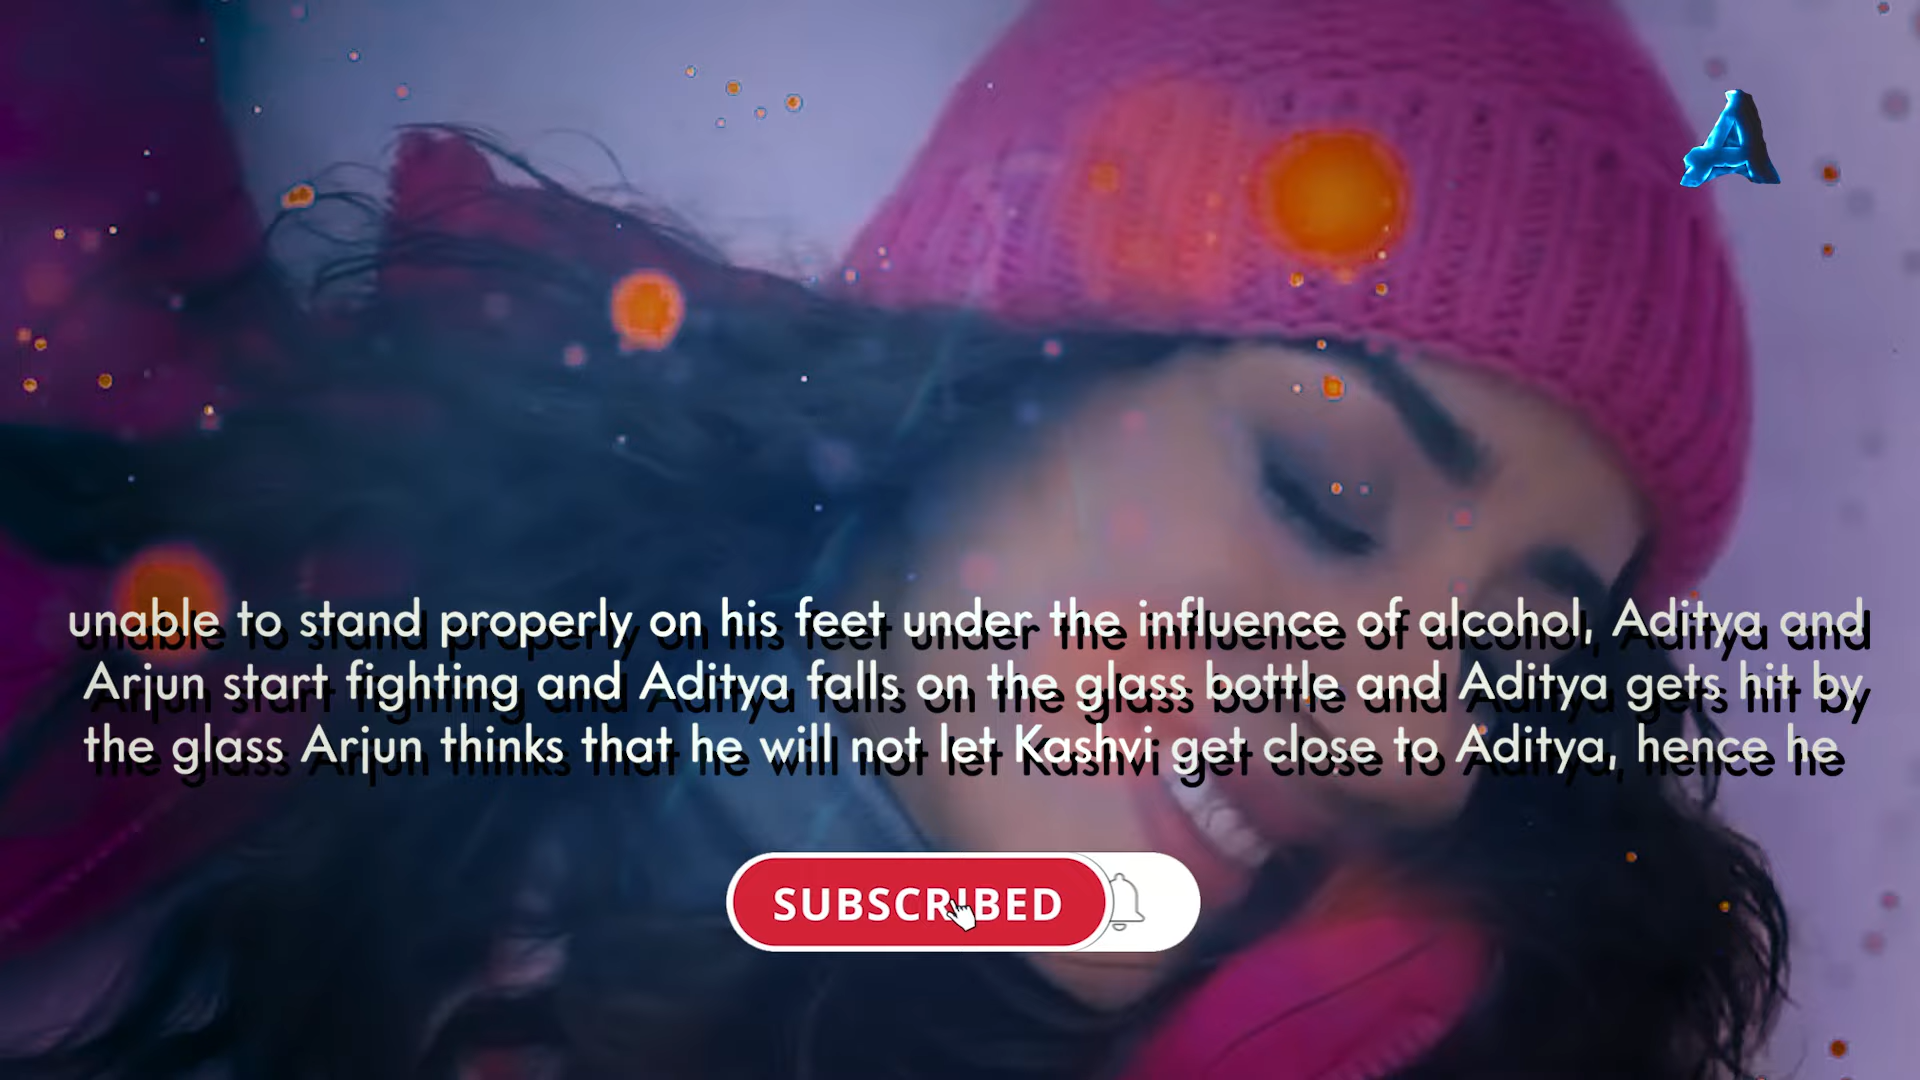 A
unable to stand properly on his feet under the influence of alcohol, Aditya and
Arjun start fighting and Aditya falls on the glass bottle and Aditya gets hit by
the glass Arjun thinks that he will not let Kashvi get close to Aditya, hence he
SUBSCRIBED